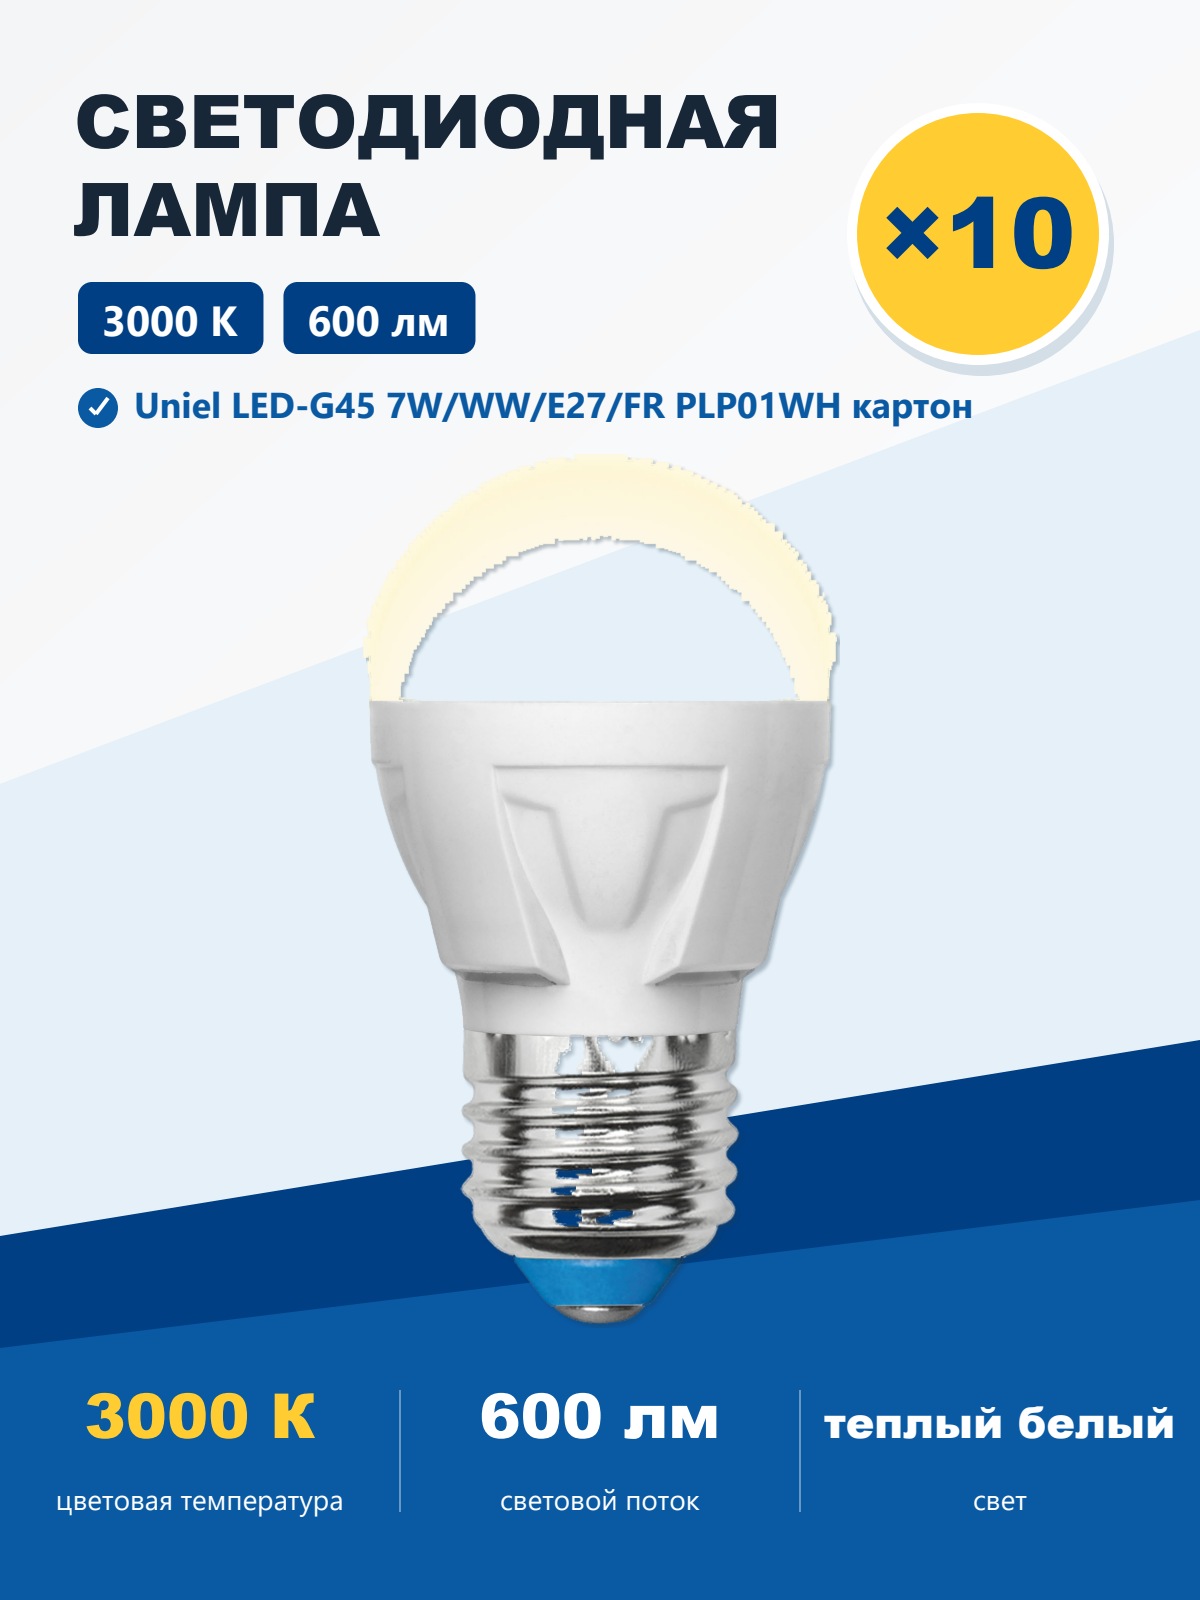 СВЕТОДИОДНАЯ
ЛАМПА
×10
3000 К 600 лм
Uniel LED-G45 7W/WW/E27/FR PLP01WH картон
3000 К 600 лм теплый белый
цветовая температура световой поток свет